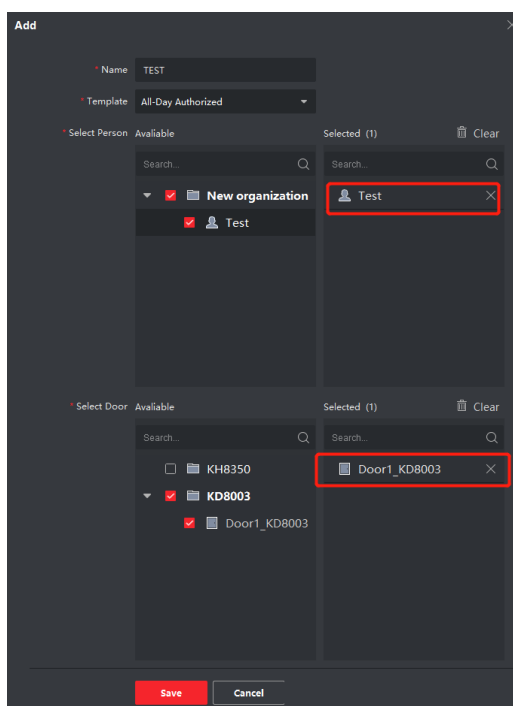 Add
* Name TEST
* Template All-Day Authorized
* Select Person Avaliable Selected (1) Clear
Search... Search...
New organization Test
Test
* Select Door Avaliable Selected (1) Clear
Search... Search...
KH8350 Door1_KD8003
KD8003
Door1_KD8003
Save Cancel